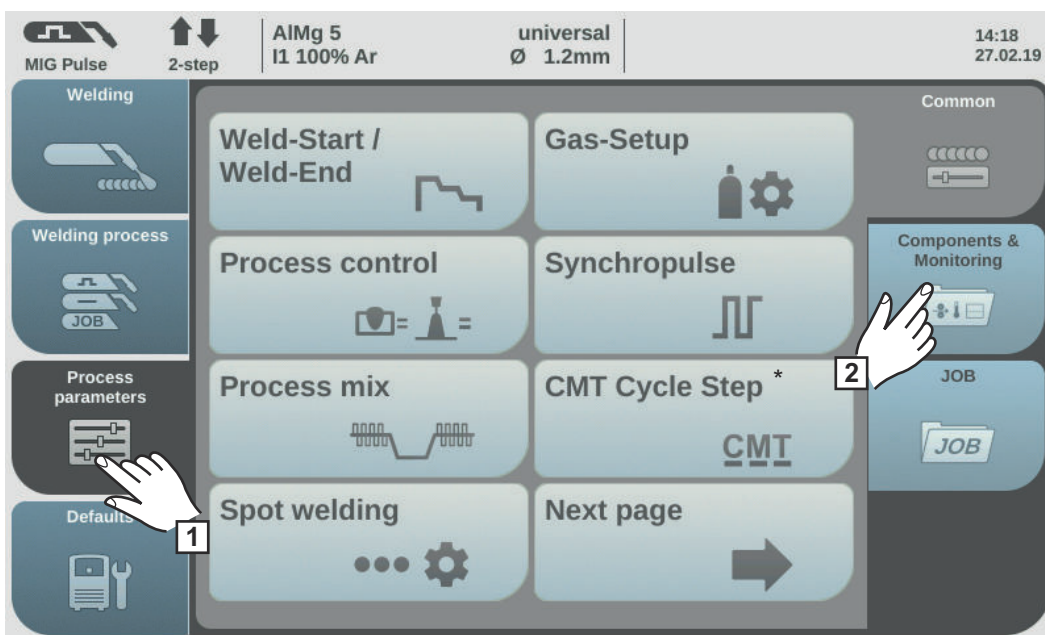 MIG Pulse
2-step
AlMg 5
I1 100% Ar
universal
Ø 1.2mm
14:18
27.02.19
Welding
Welding process
JOB
Process
parameters
1
Defaults
Weld-Start /
Weld-End
Gas-Setup
Process control
=
=
Synchropulse
Process mix
CMT Cycle Step *
CMT
Spot welding
Next page
Common
Components &
Monitoring
2
JOB
JOB